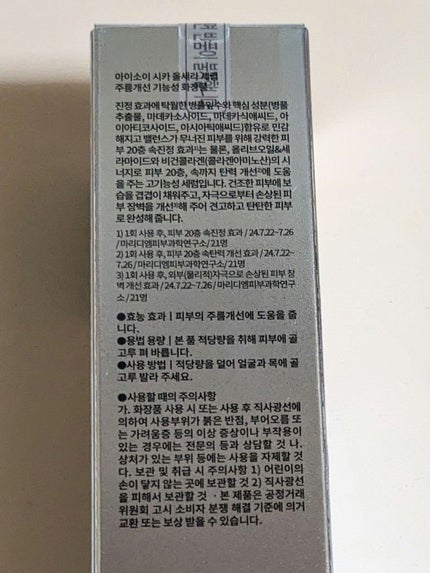 아이소이 시카 올세라 세럼
주름개선 기능성 화장품
진정 효과에 탁월한 병풀잎수와 핵심 성분(병풀
추출물, 마데카소사이드, 마데카식애씨드, 아
이아티코사이드, 아시아틱애씨드)함유로 민감
해지고 밸런스가 무너진 피부를 위해 강력한 피
부 20층 속진정 효과¹⁾는 물론, 올리브오일&세
라마이드와 비건콜라겐(콜라겐아미노산)의 시
너지로 피부 20층, 속까지 탄력 개선²⁾에 도움
을 주는 고기능성 세럼입니다. 건조한 피부에 보
습을 겹겹이 채워주고, 자극으로부터 손상된 피
부 장벽을 개선³⁾해 주어 견고하고 탄탄한 피부
로 완성해 줍니다.
1) 1회 사용 후, 피부 20층 속진정 효과 / 24.7.22~7.26
/ 마리디엠피부과학연구소/ 21명
2) 1회 사용 후, 피부 20층 속탄력 개선 효과 / 24.7.22~
7.26 / 마리디엠피부과학연구소 / 21명
3) 1회 사용 후, 외부(물리적)자극으로 손상된 피부 장
벽 개선 효과 / 24.7.22~7.26 / 마리디엠피부과학연구
소 / 21명
●효능 효과ㅣ피부의 주름개선에 도움을 줍
니다.
●용법 용량ㅣ본 품 적당량을 취해 피부에 골
고루 펴 바릅니다.
●사용 방법ㅣ적당량을 덜어 얼굴과 목에 골
고루 발라 주세요.
●사용할 때의 주의사항
가. 화장품 사용 시 또는 사용 후 직사광선에
의하여 사용부위가 붉은 반점, 부어오름 또
는 가려움증 등의 이상 증상이나 부작용이
있는 경우에는 전문의 등과 상담할 것 나.
상처가 있는 부위 등에는 사용을 자제할 것
다. 보관 및 취급 시 주의사항 1) 어린이의
손이 닿지 않는 곳에 보관할 것 2) 직사광선
을 피해서 보관할 것 · 본 제품은 공정거래
위원회 고시 소비자 분쟁 해결 기준에 의거
교환 또는 보상 받을 수 있습니다.